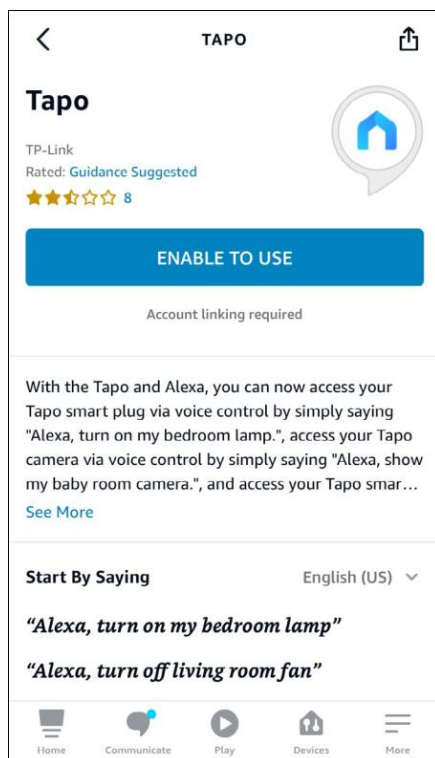 TAPO
Tapo
TP-Link
Rated: Guidance Suggested
8
ENABLE TO USE
Account linking required
With the Tapo and Alexa, you can now access your
Tapo smart plug via voice control by simply saying
"Alexa, turn on my bedroom lamp.", access your Tapo
camera via voice control by simply saying "Alexa, show
my baby room camera.", and access your Tapo smar...
See More
Start By Saying English (US)
“Alexa, turn on my bedroom lamp”
“Alexa, turn off living room fan”
Home Communicate Play Devices More